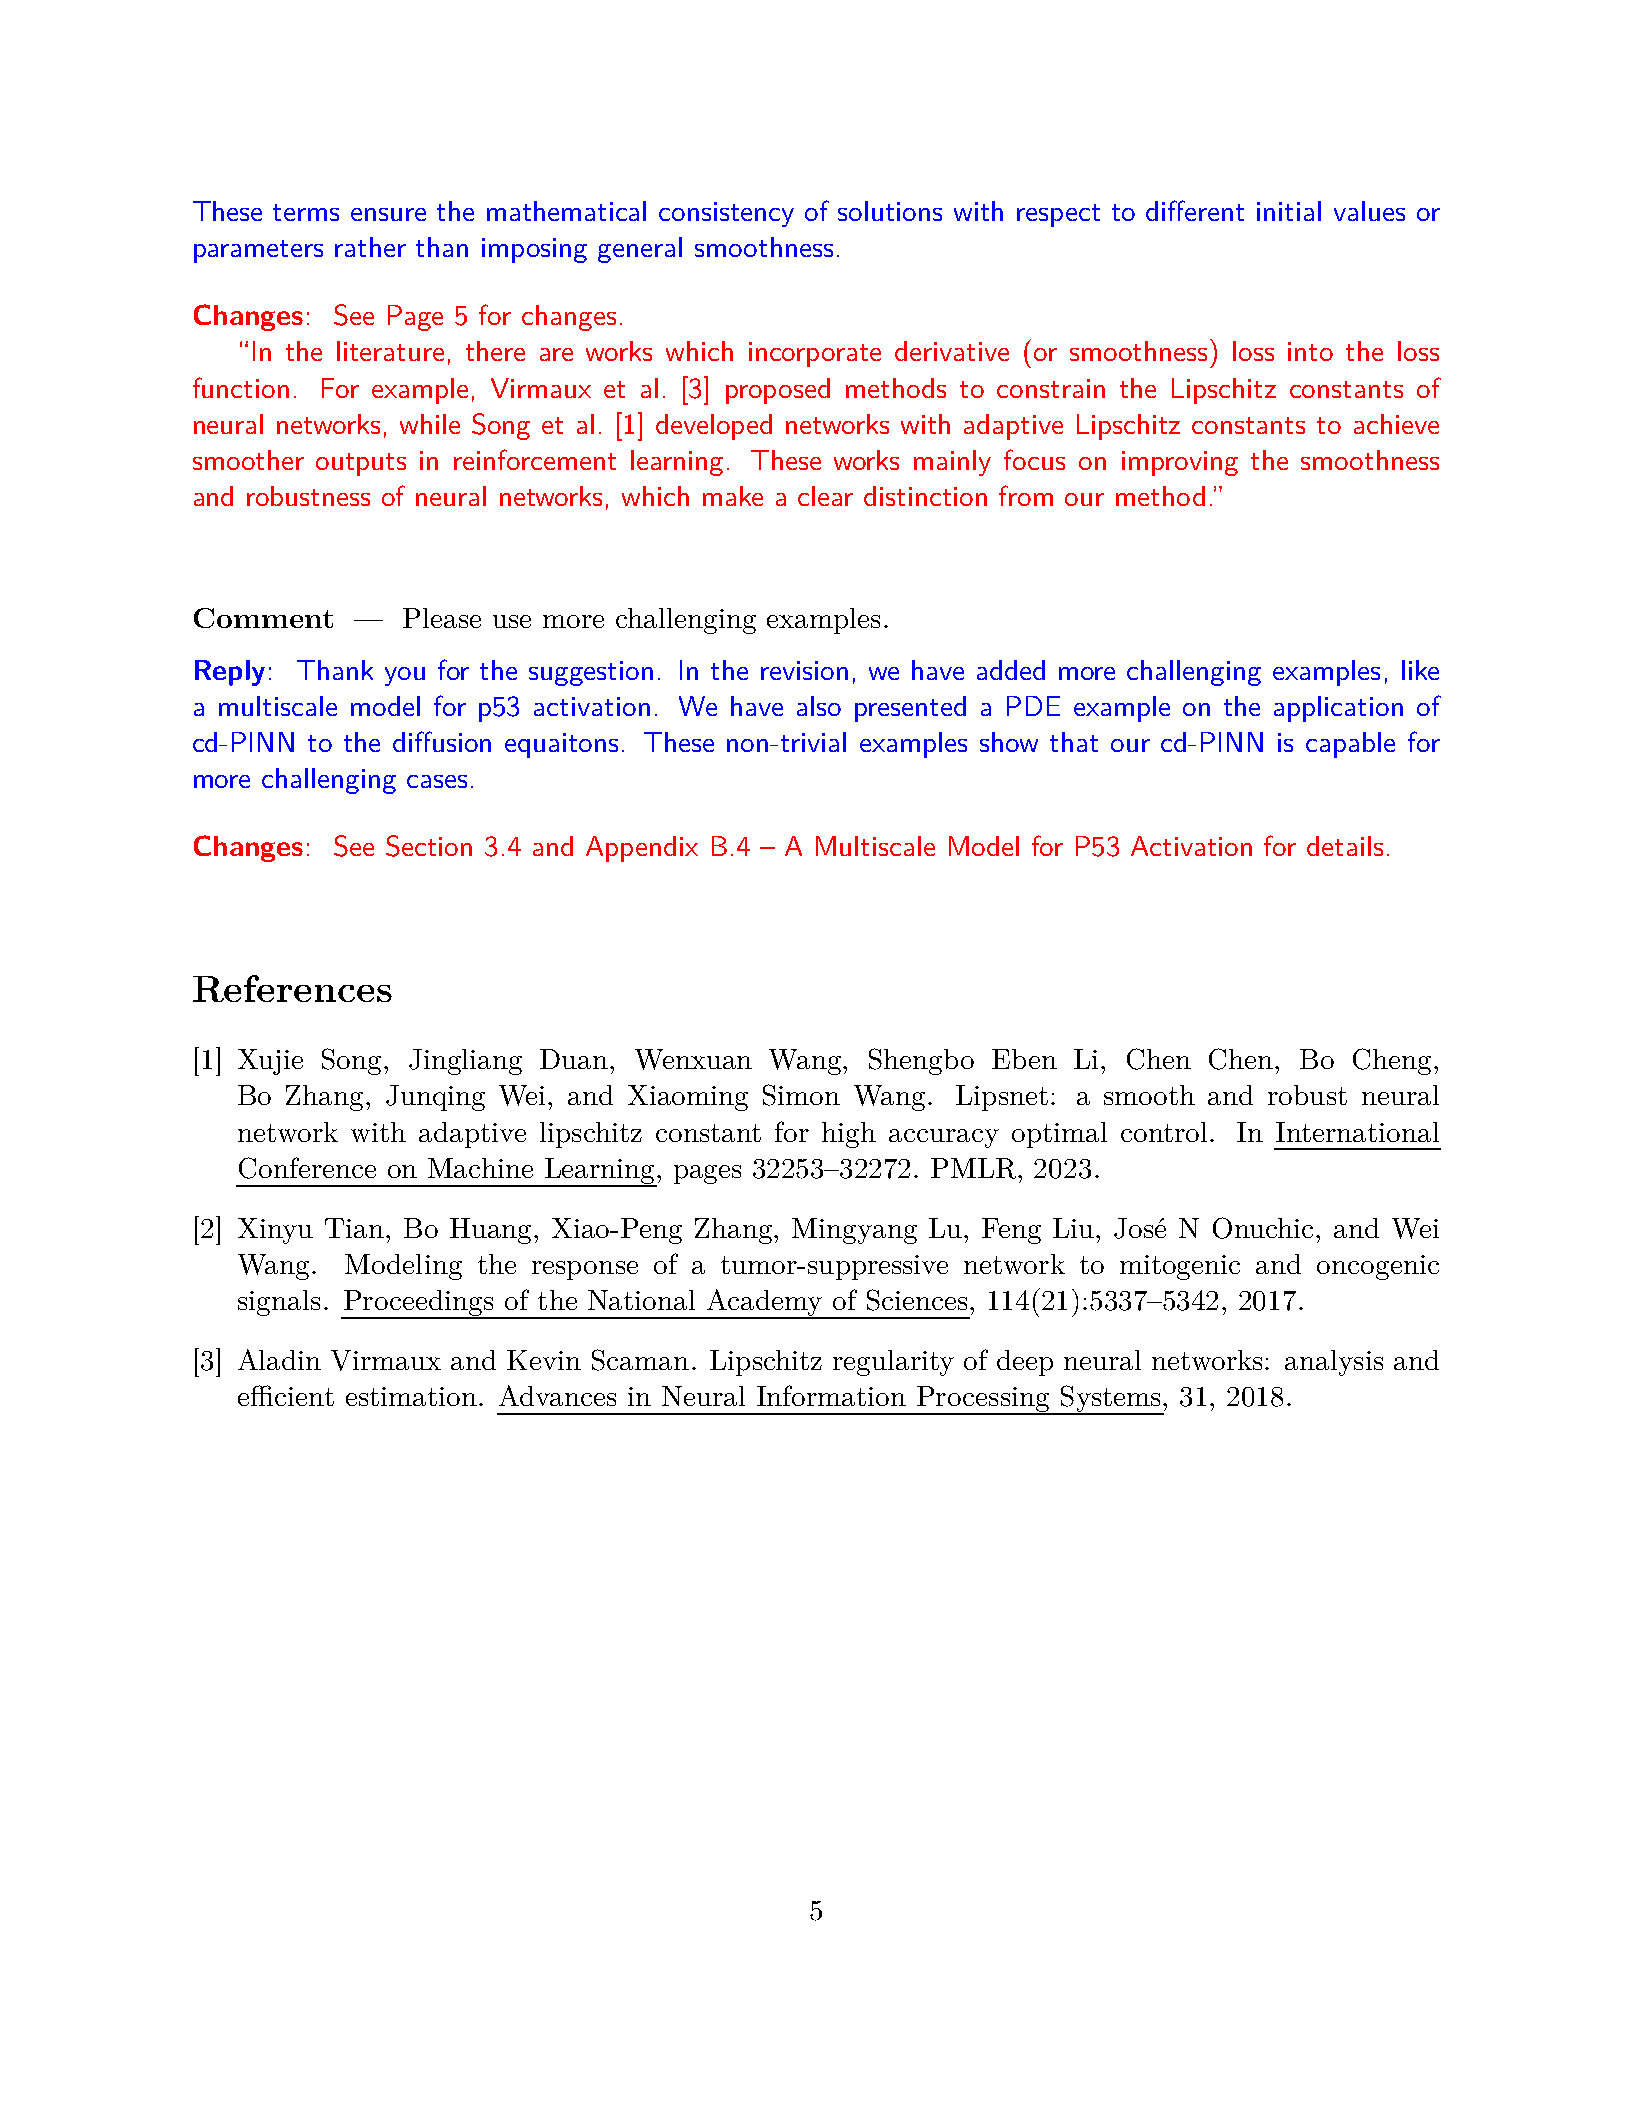 These terms ensure the mathematical consistency of solutions with respect to different initial values or
parameters rather than imposing general smoothness.
Changes: See Page 5 for changes.
“In the literature, there are works which incorporate derivative (or smoothness) loss into the loss
function. For example, Virmaux et al. [3] proposed methods to constrain the Lipschitz constants of
neural networks, while Song et al. [1] developed networks with adaptive Lipschitz constants to achieve
smoother outputs in reinforcement learning. These works mainly focus on improving the smoothness
and robustness of neural networks, which make a clear distinction from our method.”
Comment — Please use more challenging examples.
Reply: Thank you for the suggestion. In the revision, we have added more challenging examples, like
a multiscale model for p53 activation. We have also presented a PDE example on the application of
cd-PINN to the diffusion equaitons. These non-trivial examples show that our cd-PINN is capable for
more challenging cases.
Changes: See Section 3.4 and Appendix B.4 – A Multiscale Model for P53 Activation for details.
References
[1] Xujie Song, Jingliang Duan, Wenxuan Wang, Shengbo Eben Li, Chen Chen, Bo Cheng,
Bo Zhang, Junqing Wei, and Xiaoming Simon Wang. Lipsnet: a smooth and robust neural
network with adaptive lipschitz constant for high accuracy optimal control. In International
Conference on Machine Learning, pages 32253–32272. PMLR, 2023.
[2] Xinyu Tian, Bo Huang, Xiao-Peng Zhang, Mingyang Lu, Feng Liu, José N Onuchic, and Wei
Wang. Modeling the response of a tumor-suppressive network to mitogenic and oncogenic
signals. Proceedings of the National Academy of Sciences, 114(21):5337–5342, 2017.
[3] Aladin Virmaux and Kevin Scaman. Lipschitz regularity of deep neural networks: analysis and
efficient estimation. Advances in Neural Information Processing Systems, 31, 2018.
5